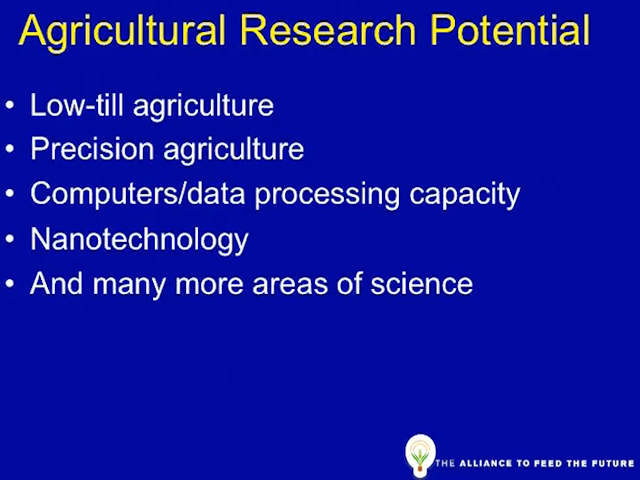 Agricultural Research Potential
• Low-till agriculture
• Precision agriculture
• Computers/data processing capacity
• Nanotechnology
• And many more areas of science
THE ALLIANCE TO FEED THE FUTURE